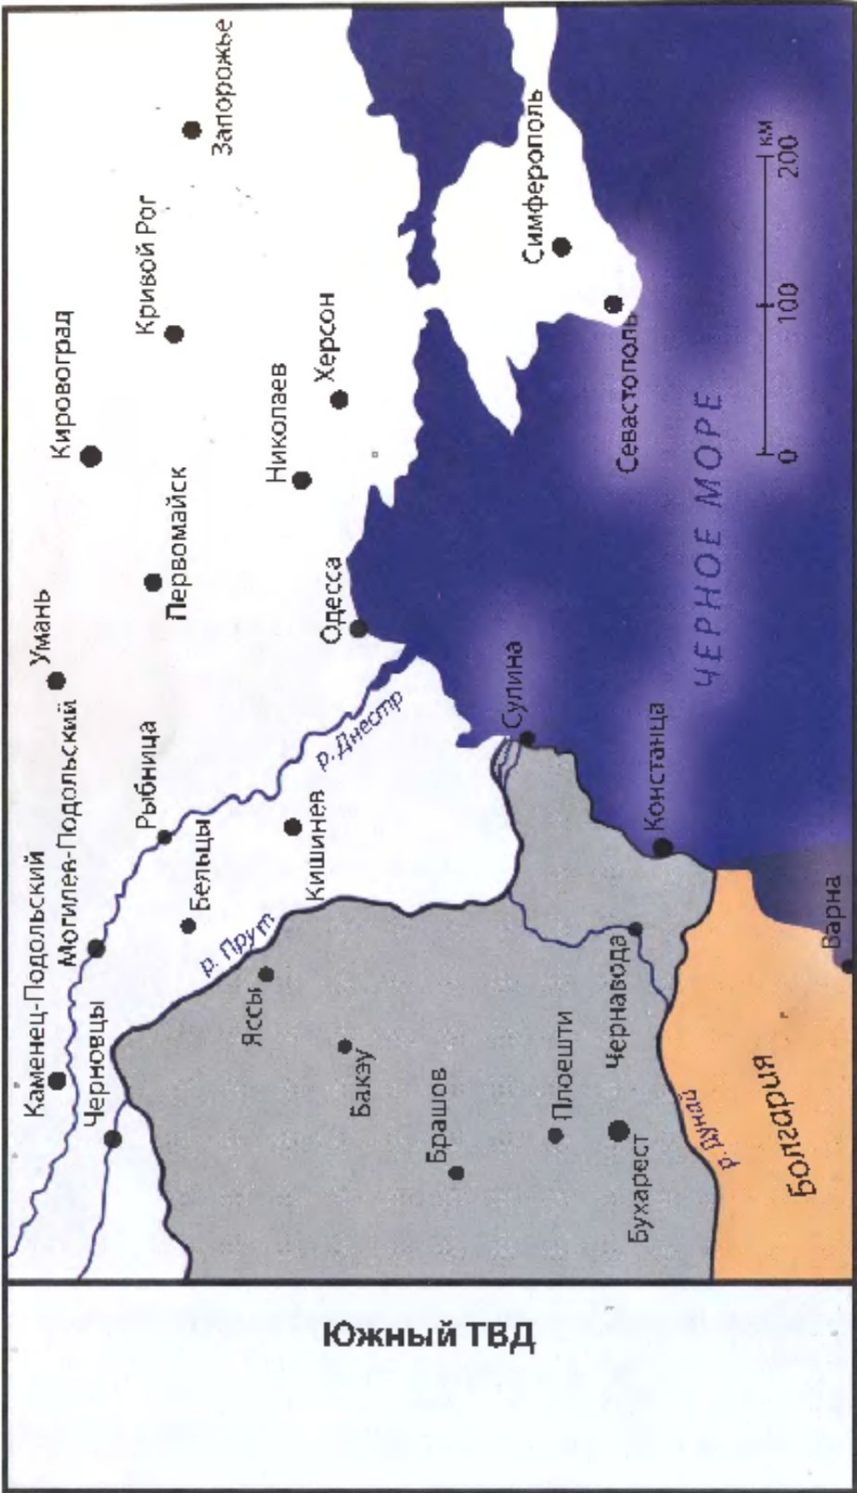 Южный ТВД
Каменец-Подольский
Могилев-Подольский
Умань
Кировоград
Черновцы
Рыбница
Первомайск
Кривой Рог
Запорожье
Бельцы
р. Прут
Кишинев
р. Днестр
Одесса
Николаев
Херсон
Яссы
Бакэу
Брашов
Плоешти
Бухарест
Чернавода
Сулина
Констанца
Симферополь
Севастополь
ЧЕРНОЕ МОРЕ
р. Дунай
Болгария
Варна
0 100 200 км